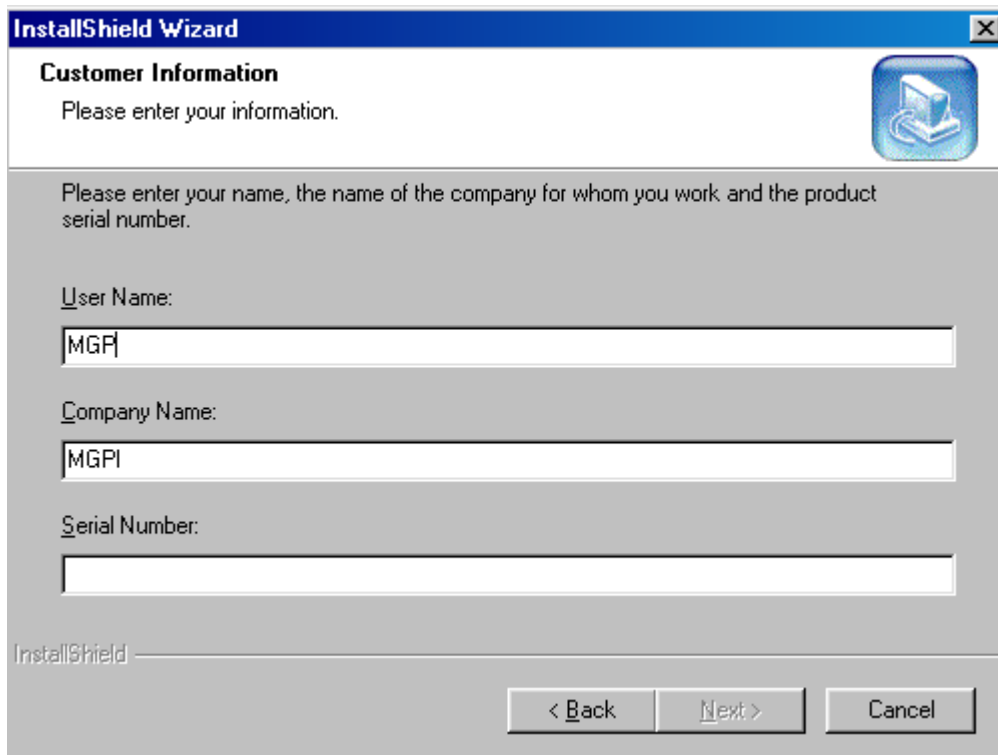 InstallShield Wizard
Customer Information
Please enter your information.
Please enter your name, the name of the company for whom you work and the product
serial number.
User Name:
MGP
Company Name:
MGPI
Serial Number:
InstallShield
< Back Next > Cancel